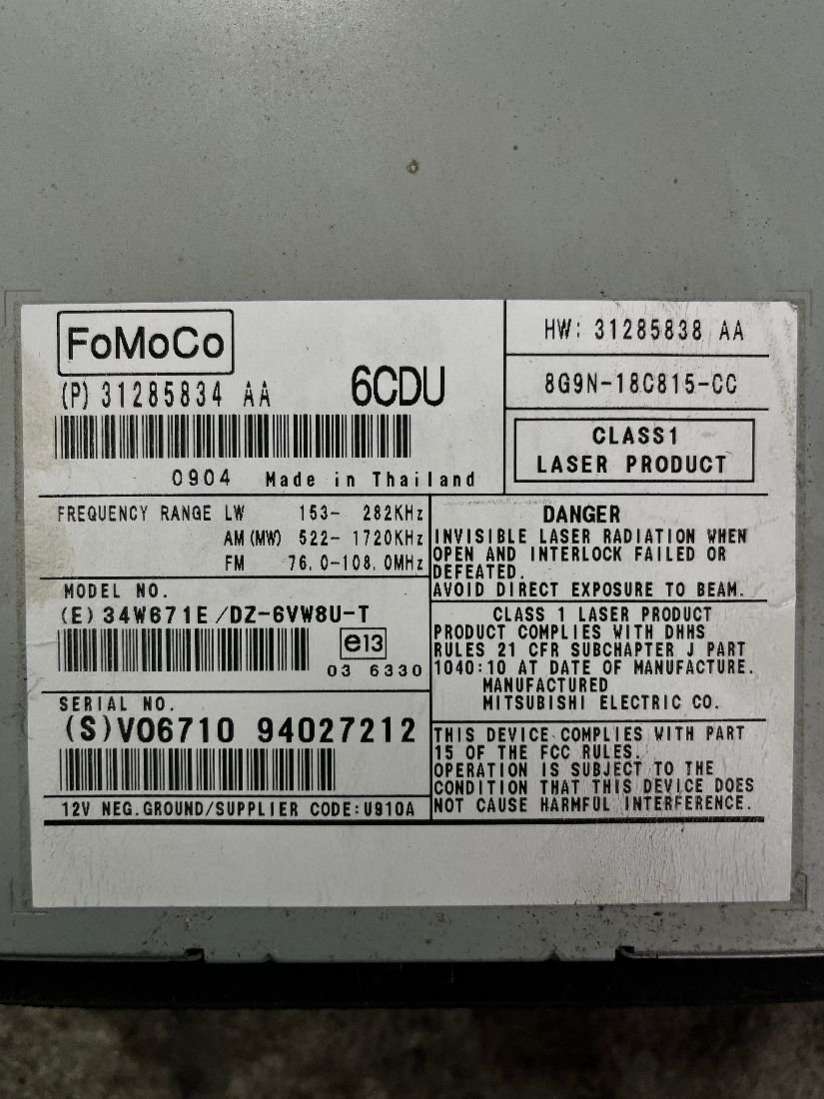 FoMoCo
(P) 31285834 AA 6CDU
0904 Made in Thailand
HW: 31285838 AA
8G9N-18C815-CC
CLASS1
LASER PRODUCT
FREQUENCY RANGE LW 153- 282KHz
AM (MW) 522- 1720KHz
FM 76.0-108.0MHz
MODEL NO.
(E) 34W671E/DZ-6VW8U-T
e13
03 6330
SERIAL NO.
(S)V06710 94027212
12V NEG.GROUND/SUPPLIER CODE:U910A
DANGER
INVISIBLE LASER RADIATION WHEN
OPEN AND INTERLOCK FAILED OR
DEFEATED.
AVOID DIRECT EXPOSURE TO BEAM.
CLASS 1 LASER PRODUCT
PRODUCT COMPLIES WITH DHHS
RULES 21 CFR SUBCHAPTER J PART
1040:10 AT DATE OF MANUFACTURE.
MANUFACTURED
MITSUBISHI ELECTRIC CO.
THIS DEVICE COMPLIES WITH PART
15 OF THE FCC RULES.
OPERATION IS SUBJECT TO THE
CONDITION THAT THIS DEVICE DOES
NOT CAUSE HARMFUL INTERFERENCE.